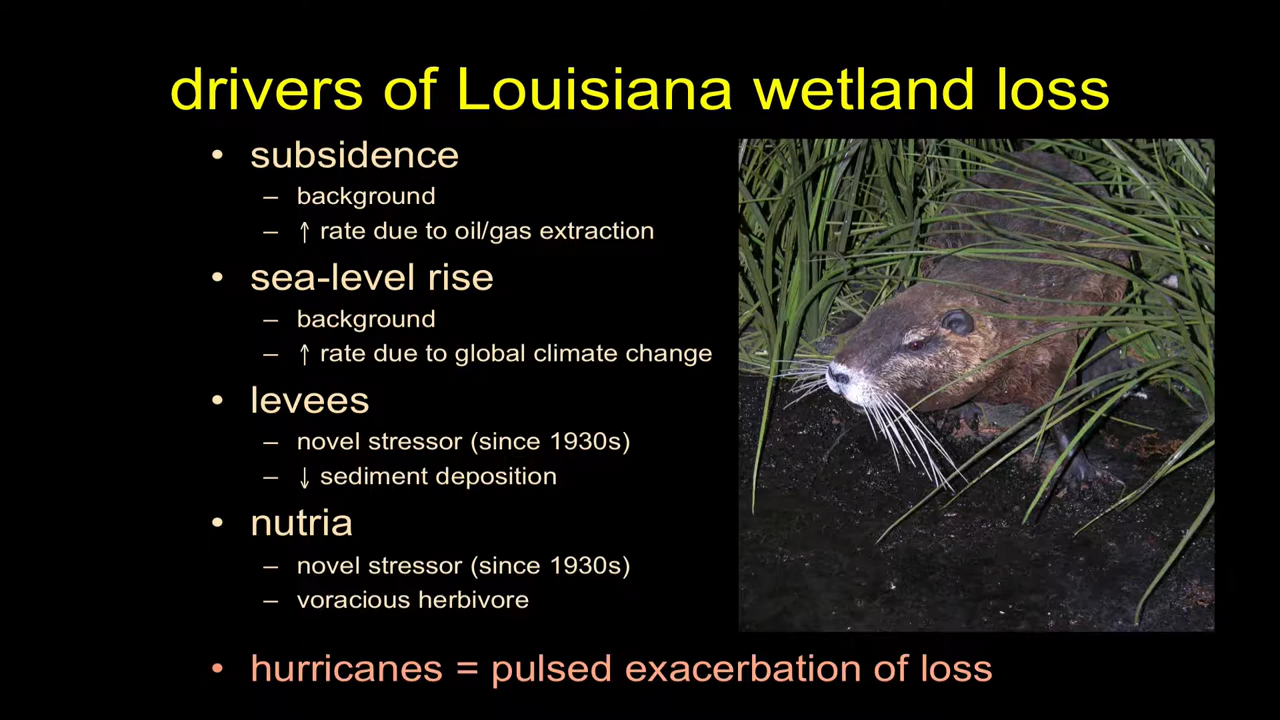 drivers of Louisiana wetland loss
• subsidence
– background
– ↑ rate due to oil/gas extraction
• sea-level rise
– background
– ↑ rate due to global climate change
• levees
– novel stressor (since 1930s)
– ↓ sediment deposition
• nutria
– novel stressor (since 1930s)
– voracious herbivore
• hurricanes = pulsed exacerbation of loss